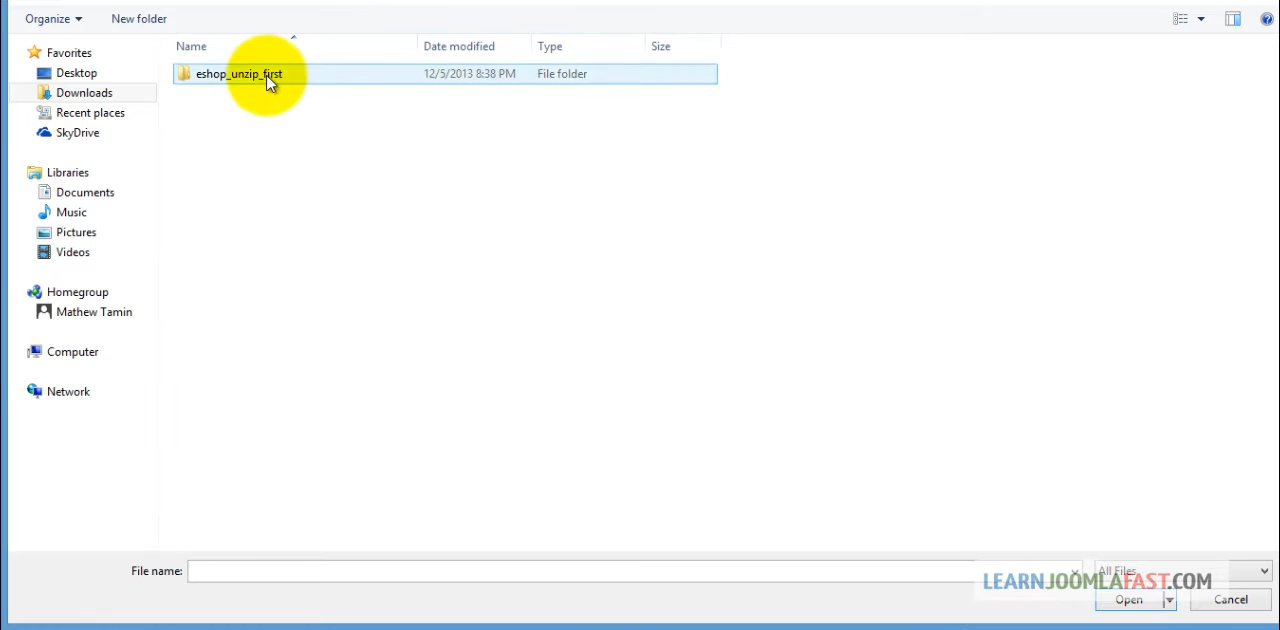 Organize New folder
Name Date modified Type Size
eshop_unzip_first 12/5/2013 8:38 PM File folder
Favorites
Desktop
Downloads
Recent places
SkyDrive
Libraries
Documents
Music
Pictures
Videos
Homegroup
Mathew Tamin
Computer
Network
File name: All Files
LEARNJOOMLAFAST.COM
Open Cancel